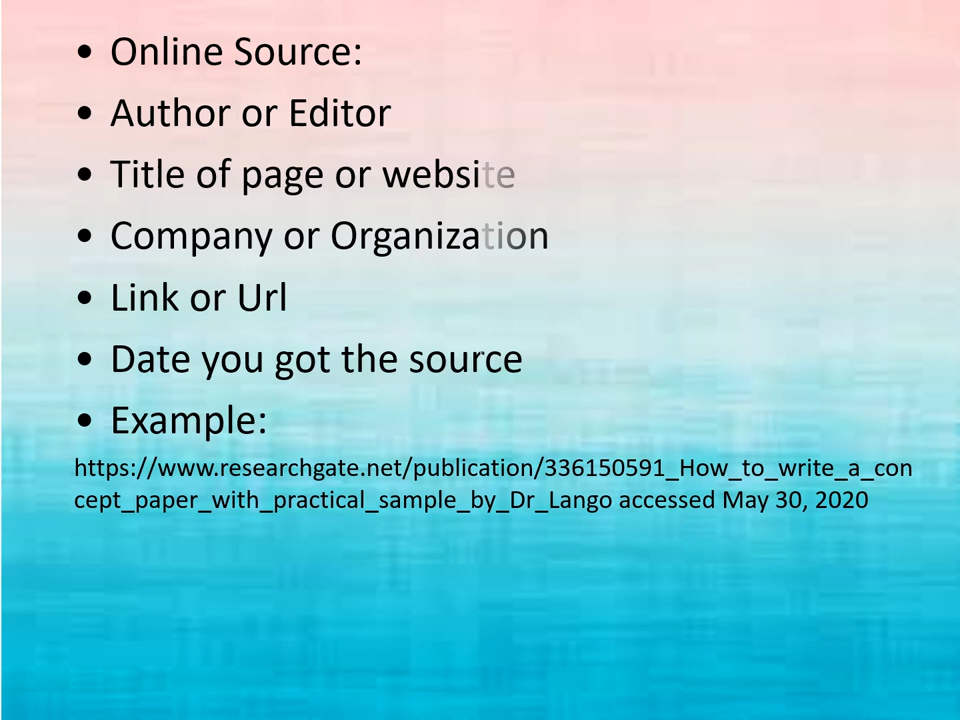 • Online Source:
• Author or Editor
• Title of page or website
• Company or Organization
• Link or Url
• Date you got the source
• Example:
https://www.researchgate.net/publication/336150591_How_to_write_a_con
cept_paper_with_practical_sample_by_Dr_Lango accessed May 30, 2020